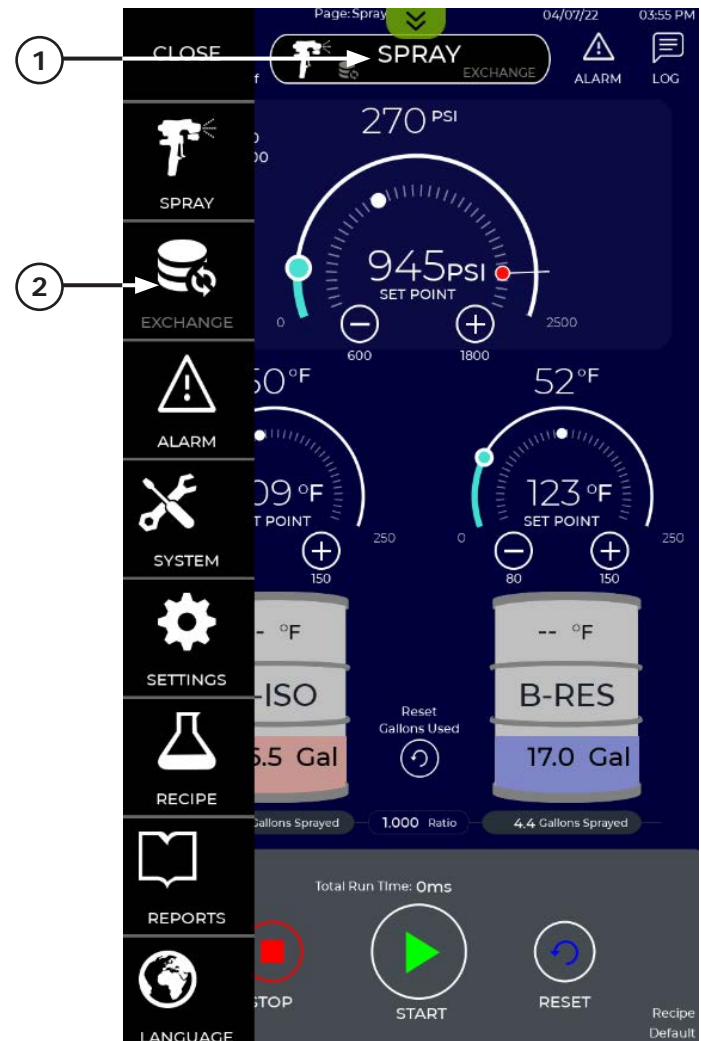 Page: Spray
04/07/22
03:55 PM
1
CLOSE
SPRAY
EXCHANGE
ALARM
LOG
f
270 PSI
SPRAY
945PSI
SET POINT
2
EXCHANGE
0
2500
600
1800
50°F
52°F
ALARM
09 °F
123 °F
T POINT
SET POINT
250
0
250
150
80
150
SYSTEM
- °F
-- °F
SETTINGS
-ISO
B-RES
Reset
Gallons Used
5.5 Gal
17.0 Gal
RECIPE
Gallons Sprayed
1.000 Ratio
4.4 Gallons Sprayed
Total Run TIme: 0ms
REPORTS
STOP
START
RESET
Recipe
Default
LANGUAGE